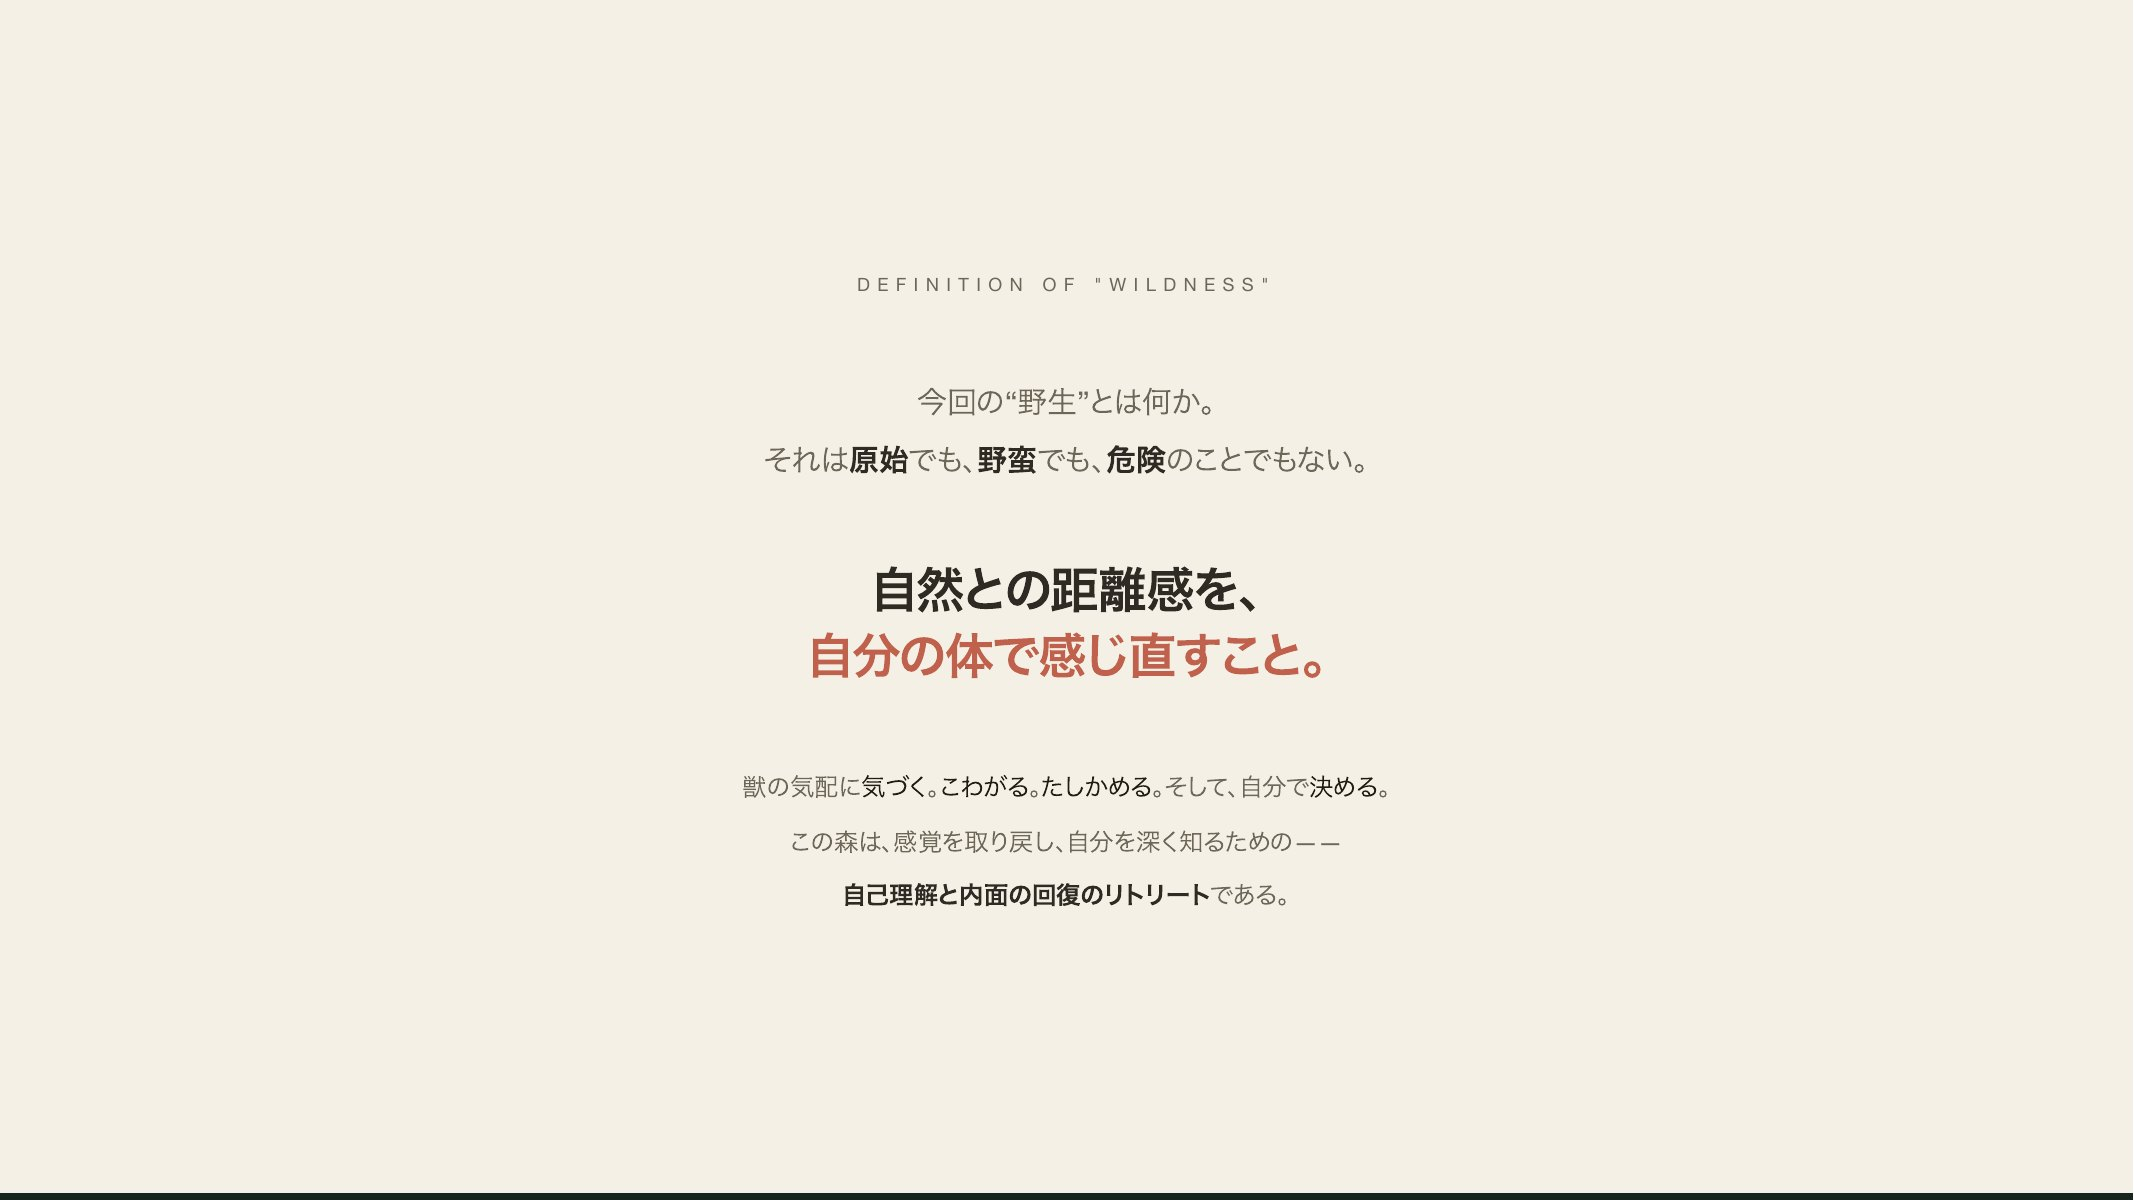 DEFINITION OF "WILDNESS"
今回の“野生”とは何か。
それは原始でも、野蛮でも、危険のことでもない。
自然との距離感を、
自分の体で感じ直すこと。
獣の気配に気づく。こわがる。たしかめる。そして、自分で決める。
この森は、感覚を取り戻し、自分を深く知るための——
自己理解と内面の回復のリトリートである。